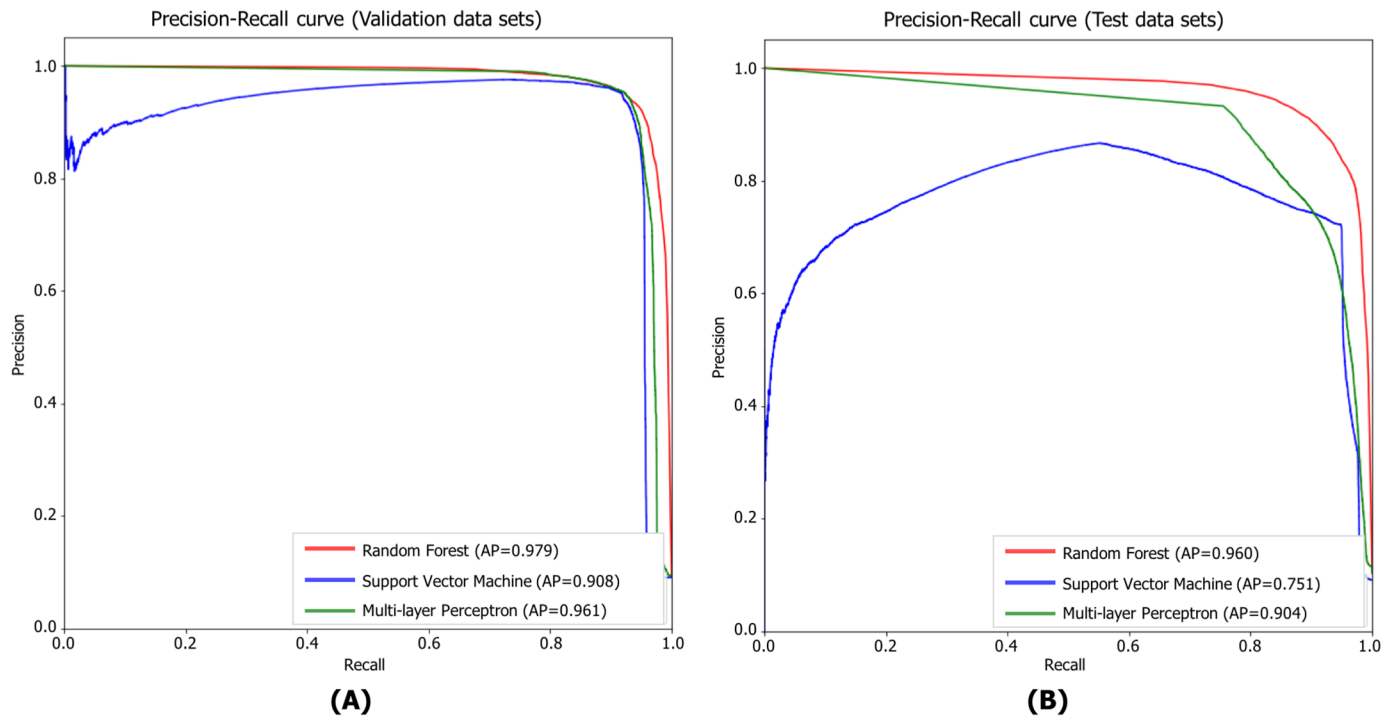 Precision-Recall curve (Validation data sets)
1.0
0.8
0.6
0.4
0.2
0.0
Precision
0.0 0.2 0.4 0.6 0.8 1.0
Recall
Random Forest (AP=0.979)
Support Vector Machine (AP=0.908)
Multi-layer Perceptron (AP=0.961)
(A)
Precision-Recall curve (Test data sets)
1.0
0.8
0.6
0.4
0.2
0.0
Precision
0.0 0.2 0.4 0.6 0.8 1.0
Recall
Random Forest (AP=0.960)
Support Vector Machine (AP=0.751)
Multi-layer Perceptron (AP=0.904)
(B)